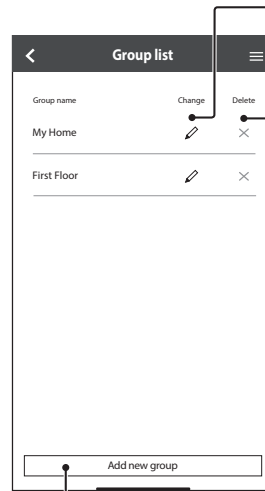 Group list
Group name Change Delete
My Home
First Floor
Add new group